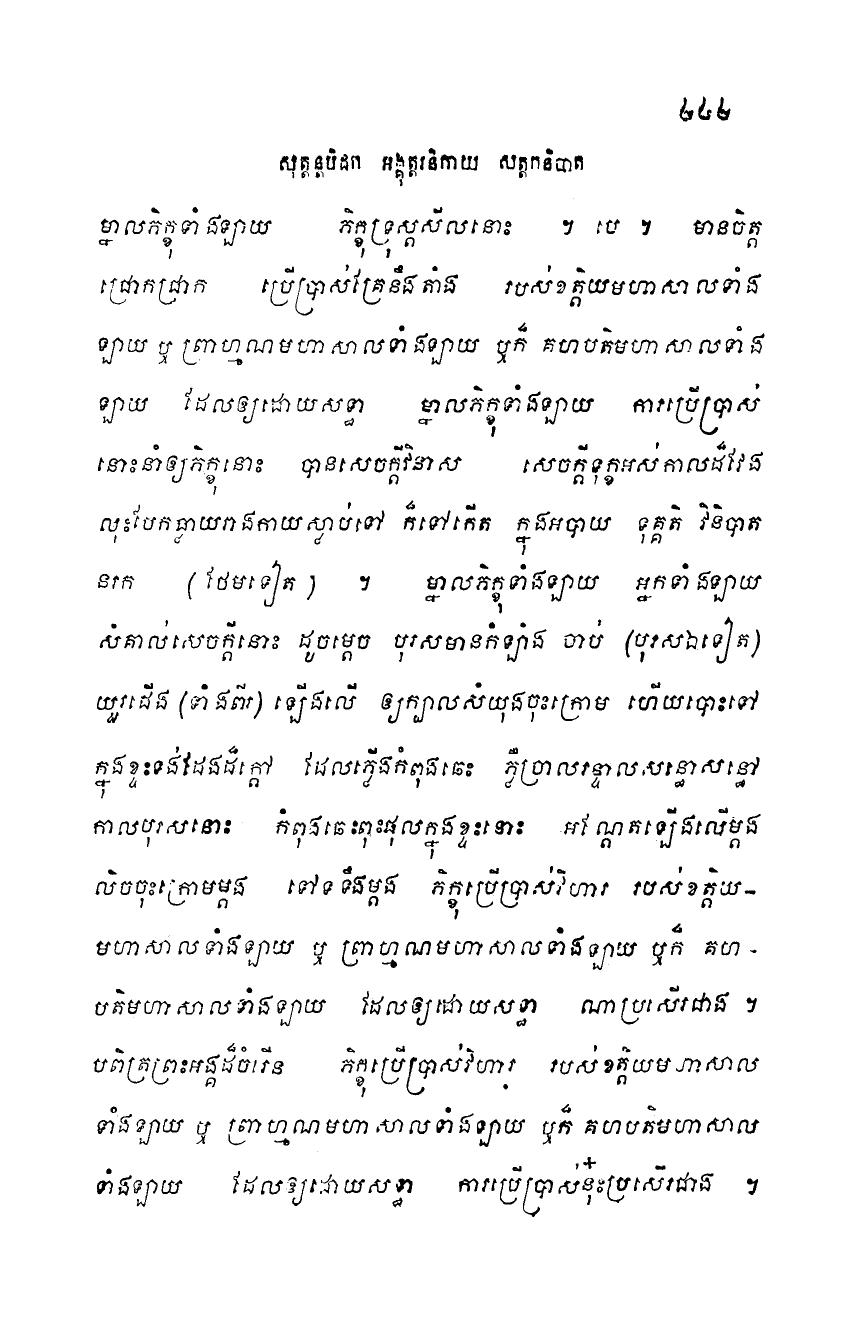 ២៤២
សុត្តន្តបិដក អង្គុត្តរនិកាយ សត្តកនិបាត
ម្នាលភិក្ខុទាំងឡាយ ភិក្ខុទ្រុស្តសីលនោះ ។ បេ ។ មានចិត្ត
ជ្រោកជ្រាក ប្រើប្រាស់គ្រែនឹងតាំង របស់ខត្តិយមហាសាលទាំង
ឡាយ ឬ ព្រាហ្មណមហាសាលទាំងឡាយ ឬក៏ គហបតិមហាសាលទាំង
ឡាយ ដែលឲ្យដោយសទ្ធា ម្នាលភិក្ខុទាំងឡាយ ការប្រើប្រាស់
នោះនាំឲ្យភិក្ខុនោះ បានសេចក្តីវិនាស សេចក្តីទុក្ខអស់កាលដ៏វែង
លុះបែកធ្លាយរាងកាយស្លាប់ទៅ ក៏ទៅកើត ក្នុងអបាយ ទុគ្គតិ វិនិបាត
នរក (ថែមទៀត) ។ ម្នាលភិក្ខុទាំងឡាយ អ្នកទាំងឡាយ
សំគាល់សេចក្តីនោះ ដូចម្តេច បុរសមានកំឡាំង ចាប់ (បុរសឯទៀត)
យួរជើង (ទាំងពីរ) ឡើងលើ ឲ្យក្បាលសំយុងចុះក្រោម ហើយបោះទៅ
ក្នុងខ្ទះទង់ដែងដ៏ក្តៅ ដែលភ្លើងកំពុងឆេះ ភ្លឺប្រាលរន្ទាលសន្ធោសន្ធៅ
កាលបុរសនោះ កំពុងឆេះពុះផុលក្នុងខ្ទះនោះ អណ្តែតឡើងលើម្តង
លិចចុះក្រោមម្តង ទៅទទឹងម្តង ភិក្ខុប្រើប្រាស់វិហារ របស់ខត្តិយ-
មហាសាលទាំងឡាយ ឬ ព្រាហ្មណមហាសាលទាំងឡាយ ឬក៏ គហ-
បតិមហាសាលទាំងឡាយ ដែលឲ្យដោយសទ្ធា ណាប្រសើរជាង ។
បពិត្រព្រះអង្គដ៏ចំរើន ភិក្ខុប្រើប្រាស់វិហារ របស់ខត្តិយមហាសាល
ទាំងឡាយ ឬ ព្រាហ្មណមហាសាលទាំងឡាយ ឬក៏ គហបតិមហាសាល
ទាំងឡាយ ដែលឱ្យដោយសទ្ធា ការប្រើប្រាស់នុ៎ះប្រសើរជាង ។